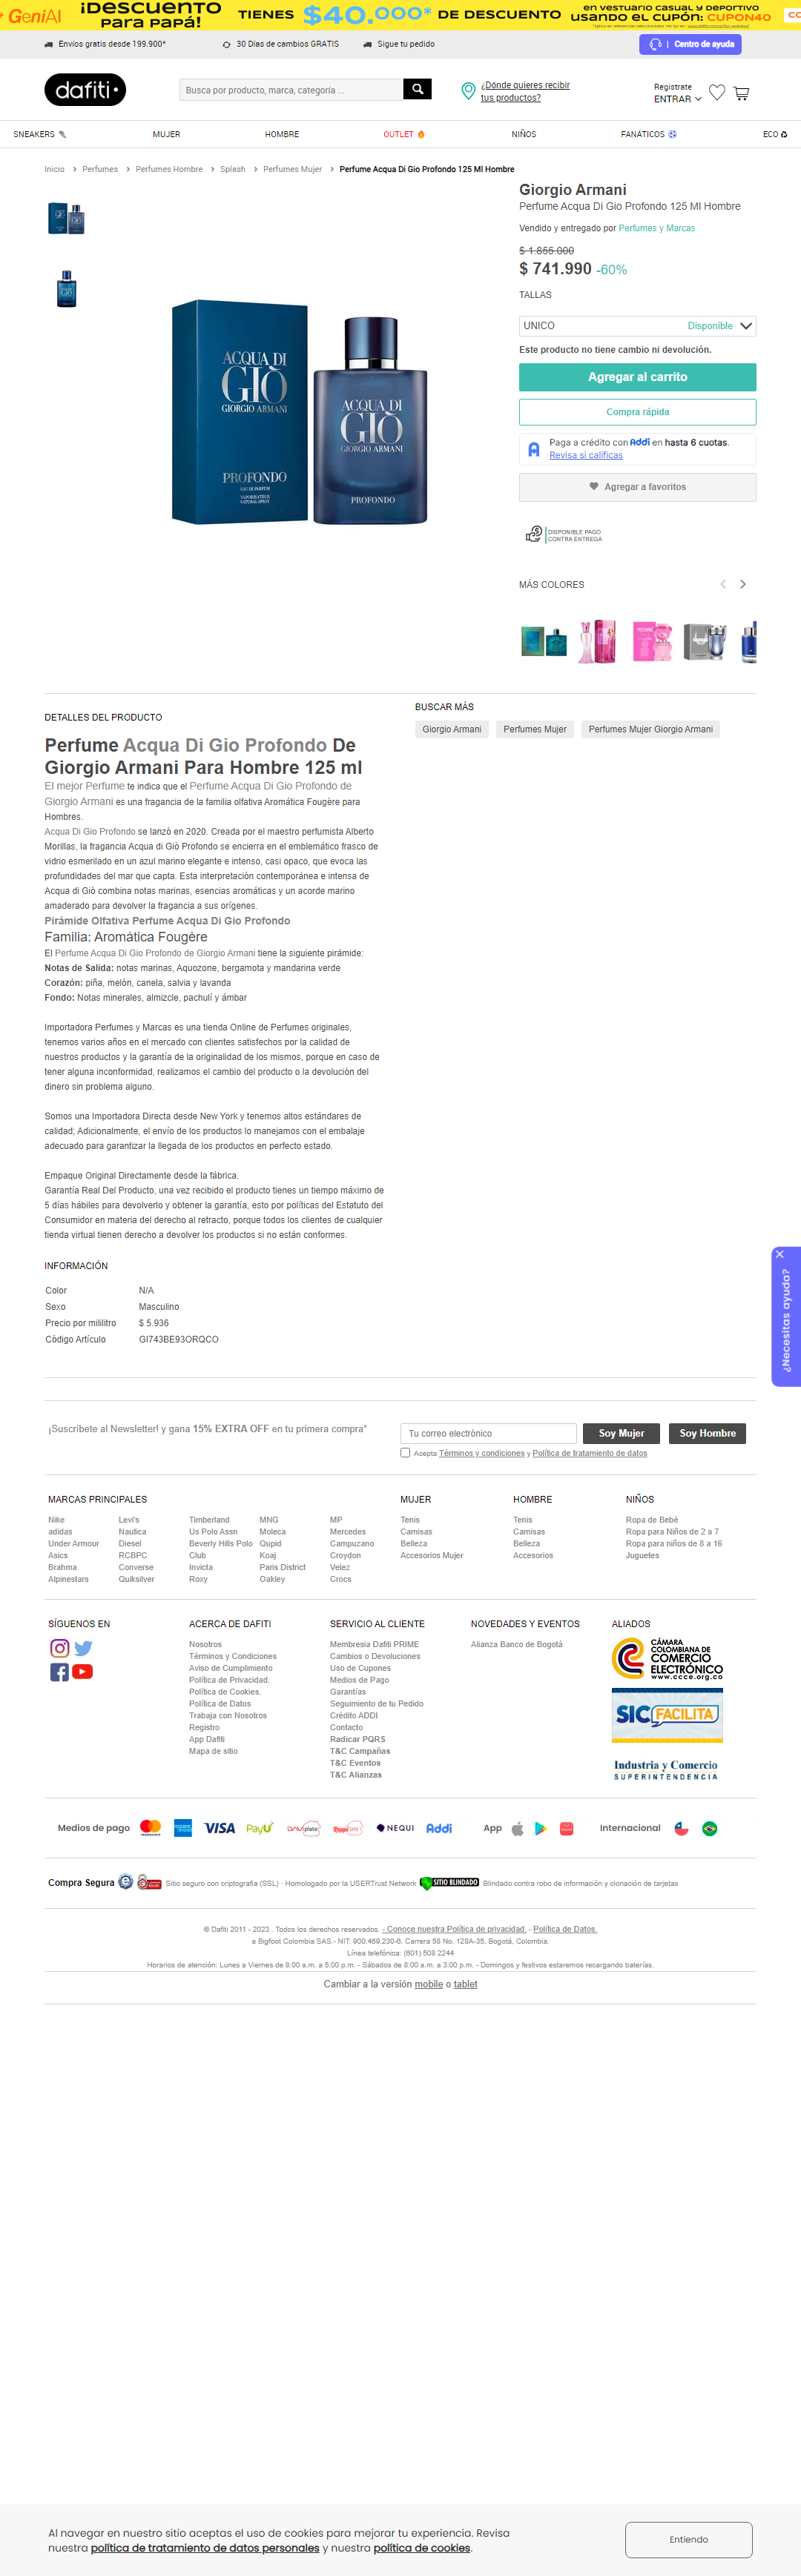 GeniAl
¡DESCUENTO para papá!
TIENES $40.000* DE DESCUENTO
en vestuario casual y deportivo
usando el cupón: CUPON40
Envíos gratis desde 199.900*
30 Días de cambios GRATIS
Sigue tu pedido
| Centro de ayuda
dafiti
Busca por producto, marca, categoría ...
¿Dónde quieres recibir
tus productos?
Registrate
ENTRAR
SNEAKERS
MUJER
HOMBRE
OUTLET
NIÑOS
FANÁTICOS
ECO
Inicio › Perfumes › Perfumes Hombre › Splash › Perfumes Mujer › Perfume Acqua Di Gio Profondo 125 Ml Hombre
ACQUA DI
GIÒ
GIORGIO ARMANI
PROFONDO
EAU DE PARFUM
VAPORISATEUR
NATURAL SPRAY
ACQUA DI
GIÒ
GIORGIO ARMANI
PROFONDO
Giorgio Armani
Perfume Acqua Di Gio Profondo 125 Ml Hombre
Vendido y entregado por Perfumes y Marcas
$ 1.855.000
$ 741.990 -60%
TALLAS
UNICO Disponible
Este producto no tiene cambio ni devolución.
Agregar al carrito
Compra rápida
Paga a crédito con Addi en hasta 6 cuotas.
Revisa si calificas
Agregar a favoritos
DISPONIBLE PAGO
CONTRA ENTREGA
MÁS COLORES
DETALLES DEL PRODUCTO
Perfume Acqua Di Gio Profondo De
Giorgio Armani Para Hombre 125 ml
El mejor Perfume te indica que el Perfume Acqua Di Gio Profondo de
Giorgio Armani es una fragancia de la familia olfativa Aromática Fougère para
Hombres.
Acqua Di Gio Profondo se lanzó en 2020. Creada por el maestro perfumista Alberto
Morillas, la fragancia Acqua di Giò Profondo se encierra en el emblemático frasco de
vidrio esmerilado en un azul marino elegante e intenso, casi opaco, que evoca las
profundidades del mar que capta. Esta interpretación contemporánea e intensa de
Acqua di Giò combina notas marinas, esencias aromáticas y un acorde marino
amaderado para devolver la fragancia a sus orígenes.
Pirámide Olfativa Perfume Acqua Di Gio Profondo
Familia: Aromática Fougère
El Perfume Acqua Di Gio Profondo de Giorgio Armani tiene la siguiente pirámide:
Notas de Salida: notas marinas, Aquozone, bergamota y mandarina verde
Corazón: piña, melón, canela, salvia y lavanda
Fondo: Notas minerales, almizcle, pachulí y ámbar
Importadora Perfumes y Marcas es una tienda Online de Perfumes originales,
tenemos varios años en el mercado con clientes satisfechos por la calidad de
nuestros productos y la garantía de la originalidad de los mismos, porque en caso de
tener alguna inconformidad, realizamos el cambio del producto o la devolución del
dinero sin problema alguno.
Somos una Importadora Directa desde New York y tenemos altos estándares de
calidad; Adicionalmente, el envío de los productos lo manejamos con el embalaje
adecuado para garantizar la llegada de los productos en perfecto estado.
Empaque Original Directamente desde la fábrica.
Garantía Real Del Producto, una vez recibido el producto tienes un tiempo máximo de
5 días hábiles para devolverlo y obtener la garantía, esto por políticas del Estatuto del
Consumidor en materia del derecho al retracto, porque todos los clientes de cualquier
tienda virtual tienen derecho a devolver los productos si no están conformes.
BUSCAR MÁS
Giorgio Armani
Perfumes Mujer
Perfumes Mujer Giorgio Armani
INFORMACIÓN
Color N/A
Sexo Masculino
Precio por mililitro $ 5.936
Código Artículo GI743BE93ORQCO
¿Necesitas ayuda?
¡Suscríbete al Newsletter! y gana 15% EXTRA OFF en tu primera compra*
Tu correo electrónico
Soy Mujer
Soy Hombre
Acepta Términos y condiciones y Política de tratamiento de datos
MARCAS PRINCIPALES
Nike
adidas
Under Armour
Asics
Brahma
Alpinestars
Levi's
Nautica
Diesel
RCBPC
Converse
Quiksilver
Timberland
Us Polo Assn
Beverly Hills Polo
Club
Invicta
Roxy
MNG
Moleca
Qupid
Koaj
Paris District
Oakley
MP
Mercedes
Campuzano
Croydon
Velez
Crocs
MUJER
Tenis
Camisas
Belleza
Accesorios Mujer
HOMBRE
Tenis
Camisas
Belleza
Accesorios
NIÑOS
Ropa de Bebé
Ropa para Niños de 2 a 7
Ropa para niños de 8 a 16
Juguetes
SÍGUENOS EN
ACERCA DE DAFITI
Nosotros
Términos y Condiciones
Aviso de Cumplimiento
Política de Privacidad.
Política de Cookies.
Política de Datos
Trabaja con Nosotros
Registro
App Dafiti
Mapa de sitio
SERVICIO AL CLIENTE
Membresia Dafiti PRIME
Cambios o Devoluciones
Uso de Cupones
Medios de Pago
Garantías
Seguimiento de tu Pedido
Crédito ADDI
Contacto
Radicar PQRS
T&C Campañas
T&C Eventos
T&C Alianzas
NOVEDADES Y EVENTOS
Alianza Banco de Bogotá
ALIADOS
CÁMARA
COLOMBIANA DE
COMERCIO
ELECTRÓNICO
www.ccce.org.co
SIC FACILITA
Industria y Comercio
SUPERINTENDENCIA
Medios de pago
mastercard
VISA
PayU
DAVIplata
Rappi pay
NEQUI
Addi
App
Internacional
Compra Segura
Sitio seguro con criptografia (SSL) · Homologado por la USERTrust Network
SITIO BLINDADO
Blindado contra robo de información y clonación de tarjetas
© Dafiti 2011 - 2023 . Todos los derechos reservados. - Conoce nuestra Política de privacidad. - Política de Datos.
a Bigfoot Colombia SAS.- NIT: 900.469.230-6. Carrera 58 No. 128A-35, Bogotá, Colombia.
Línea telefónica: (601) 508 2244
Horarios de atención: Lunes a Viernes de 8:00 a.m. a 5:00 p.m. - Sábados de 8:00 a.m. a 3:00 p.m. - Domingos y festivos estaremos recargando baterías.
Cambiar a la versión mobile o tablet
Al navegar en nuestro sitio aceptas el uso de cookies para mejorar tu experiencia. Revisa
nuestra política de tratamiento de datos personales y nuestra política de cookies.
Entiendo